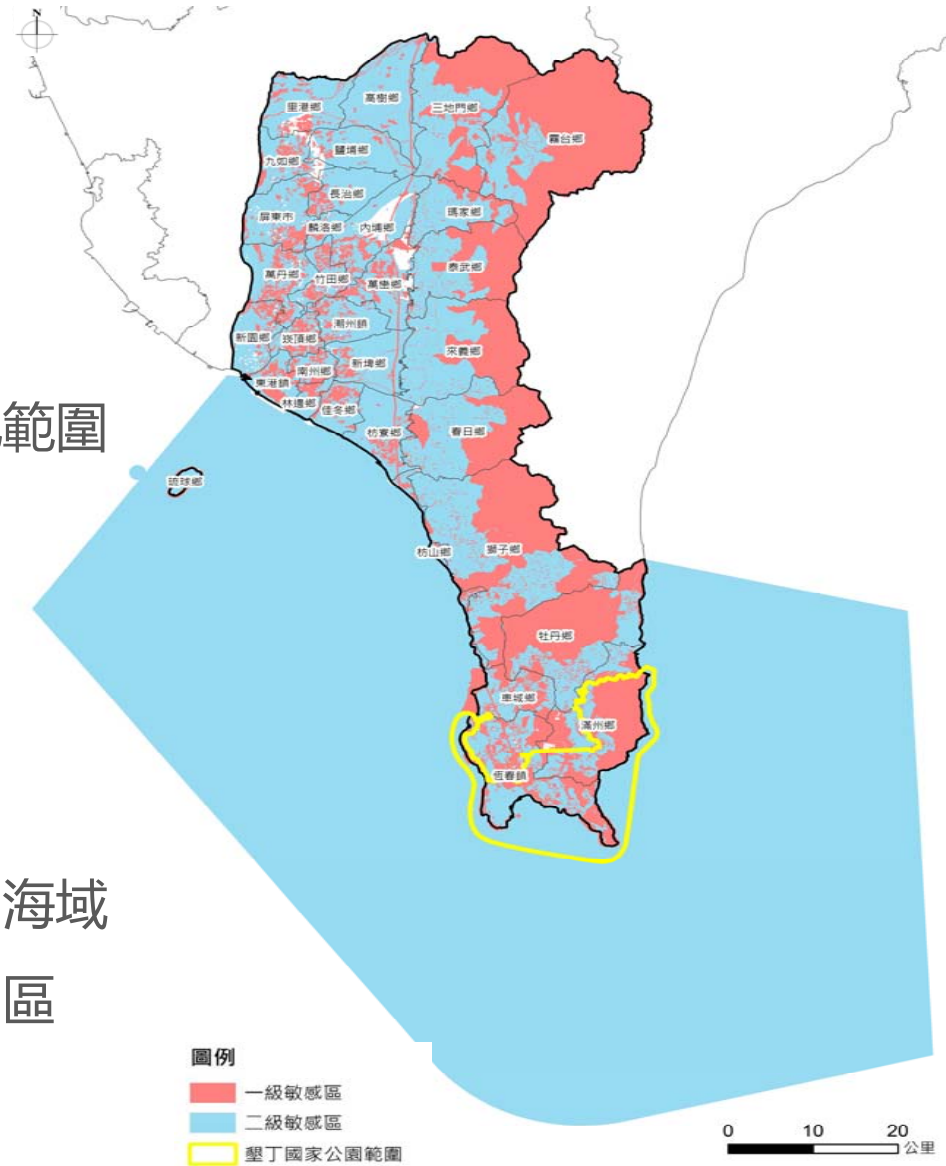 N
里港鄉
高樹鄉
三地門鄉
霧台鄉
九如鄉
鹽埔鄉
長治鄉
屏東市
麟洛鄉
內埔鄉
瑪家鄉
萬丹鄉
竹田鄉
萬巒鄉
泰武鄉
潮州鎮
新園鄉
崁頂鄉
來義鄉
新埤鄉
南州鄉
東港鎮
林邊鄉
佳冬鄉
範圍
枋寮鄉
春日鄉
琉球鄉
枋山鄉
獅子鄉
牡丹鄉
車城鄉
滿州鄉
恆春鎮
海域
區
圖例
一級敏感區
二級敏感區
墾丁國家公園範圍
0 10 20
公里